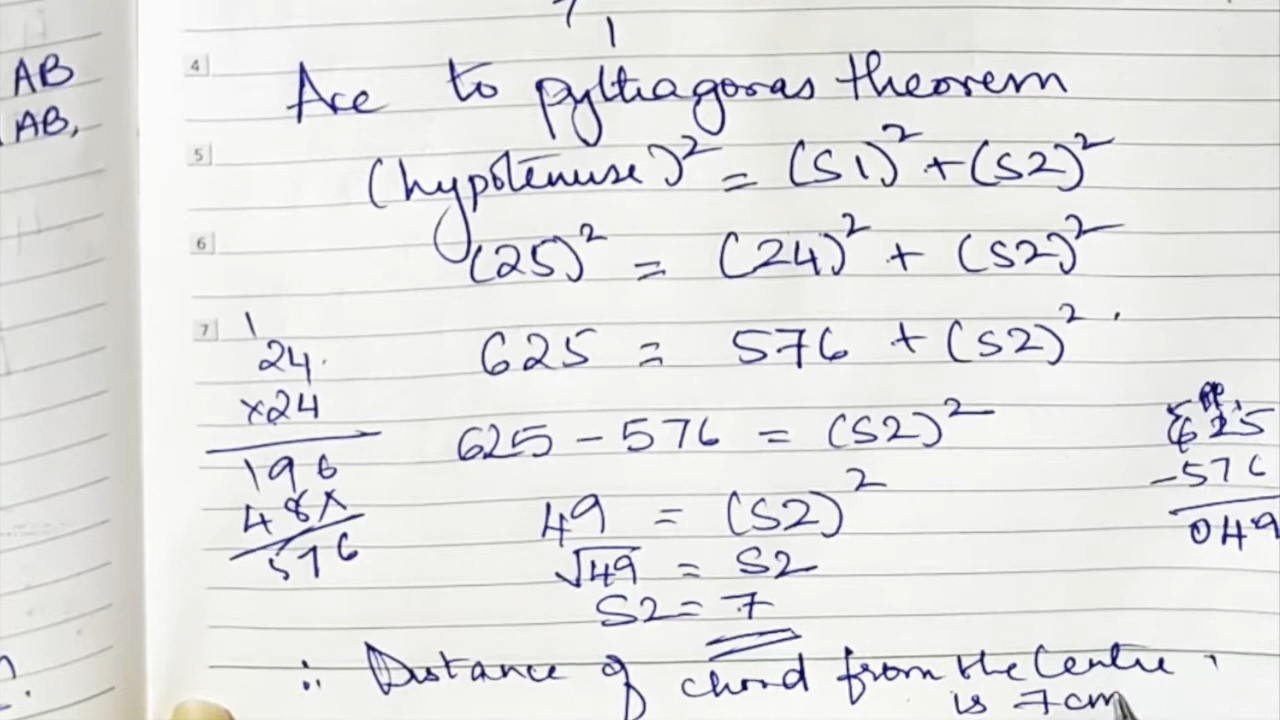 AB
AB,
1
4
Acc to pythagoras theorem
5
(hypotenuse)² = (S1)² + (S2)²
6
(25)² = (24)² + (S2)²
7
1
24.
×24
196
48×
576
625 = 576 + (S2)².
625 - 576 = (S2)²
49 = (S2)²
√49 = S2
S2 = 7
625
-576
049
∴ Distance of chord from the Centre
is 7cm